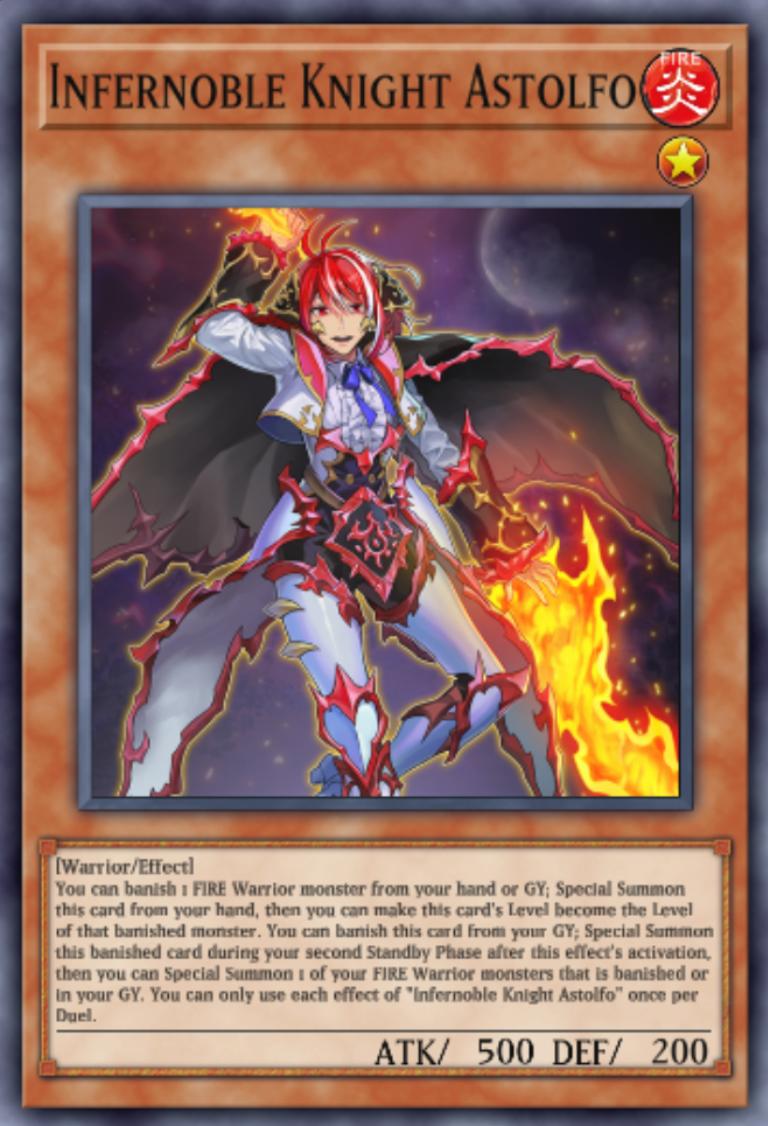 Infernoble Knight Astolfo
FIRE
炎
[Warrior/Effect]
You can banish 1 FIRE Warrior monster from your hand or GY; Special Summon
this card from your hand, then you can make this card's Level become the Level
of that banished monster. You can banish this card from your GY; Special Summon
this banished card during your second Standby Phase after this effect's activation,
then you can Special Summon 1 of your FIRE Warrior monsters that is banished or
in your GY. You can only use each effect of "Infernoble Knight Astolfo" once per
Duel.
ATK/ 500 DEF/ 200